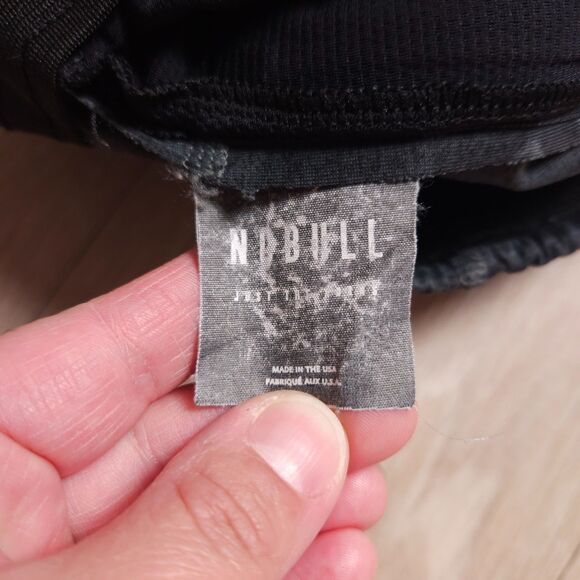 NOBULL
JUST
MADE IN THE USA
FABRIQUÉ AUX U.S.A.